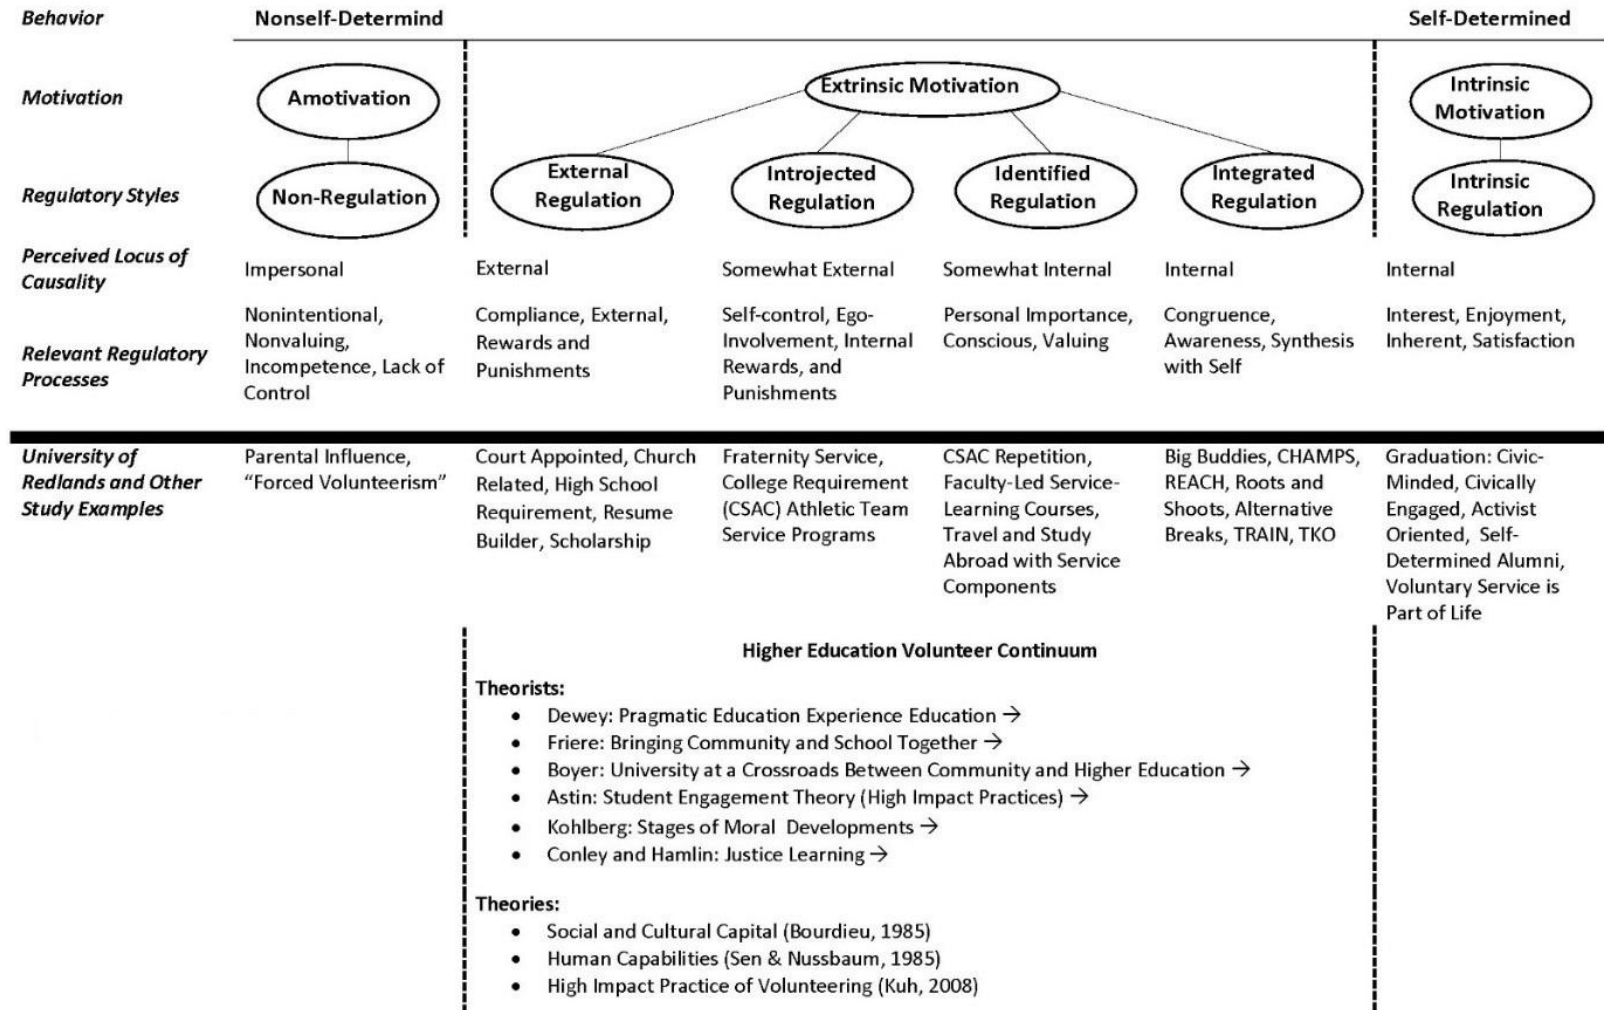 Behavior Nonself-Determind Self-Determined
Motivation Amotivation Extrinsic Motivation Intrinsic
Motivation
Regulatory Styles Non-Regulation External
Regulation Introjected
Regulation Identified
Regulation Integrated
Regulation Intrinsic
Regulation
Perceived Locus of
Causality
Impersonal
External
Somewhat External
Somewhat Internal
Internal
Internal
Relevant Regulatory
Processes
Nonintentional,
Nonvaluing,
Incompetence, Lack of
Control
Compliance, External,
Rewards and
Punishments
Self-control, Ego-
Involvement, Internal
Rewards, and
Punishments
Personal Importance,
Conscious, Valuing
Congruence,
Awareness, Synthesis
with Self
Interest, Enjoyment,
Inherent, Satisfaction
University of
Redlands and Other
Study Examples
Parental Influence,
“Forced Volunteerism”
Court Appointed, Church
Related, High School
Requirement, Resume
Builder, Scholarship
Fraternity Service,
College Requirement
(CSAC) Athletic Team
Service Programs
CSAC Repetition,
Faculty-Led Service-
Learning Courses,
Travel and Study
Abroad with Service
Components
Big Buddies, CHAMPS,
REACH, Roots and
Shoots, Alternative
Breaks, TRAIN, TKO
Graduation: Civic-
Minded, Civically
Engaged, Activist
Oriented, Self-
Determined Alumni,
Voluntary Service is
Part of Life
Higher Education Volunteer Continuum
Theorists:
• Dewey: Pragmatic Education Experience Education →
• Friere: Bringing Community and School Together →
• Boyer: University at a Crossroads Between Community and Higher Education →
• Astin: Student Engagement Theory (High Impact Practices) →
• Kohlberg: Stages of Moral Developments →
• Conley and Hamlin: Justice Learning →
Theories:
• Social and Cultural Capital (Bourdieu, 1985)
• Human Capabilities (Sen & Nussbaum, 1985)
• High Impact Practice of Volunteering (Kuh, 2008)